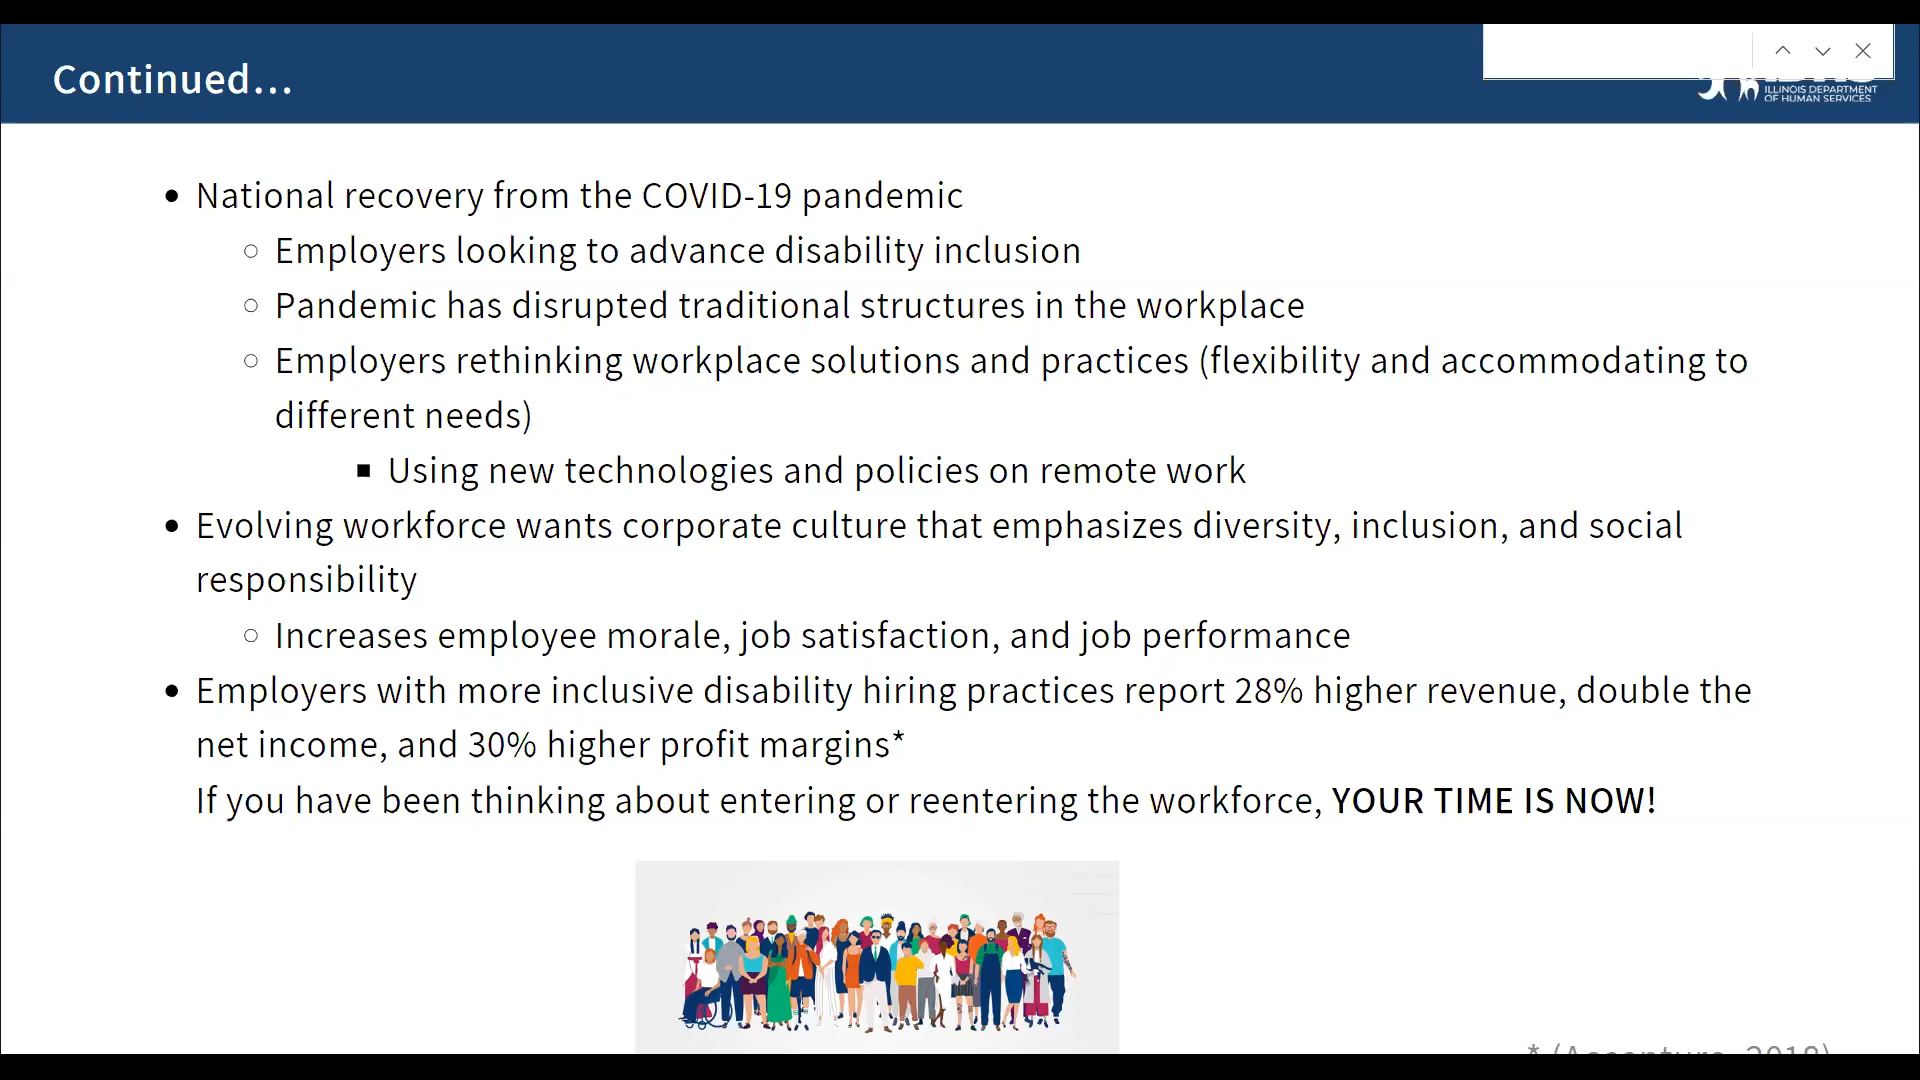 Continued...
ILLINOIS DEPARTMENT
OF HUMAN SERVICES
• National recovery from the COVID-19 pandemic
○ Employers looking to advance disability inclusion
○ Pandemic has disrupted traditional structures in the workplace
○ Employers rethinking workplace solutions and practices (flexibility and accommodating to
different needs)
■ Using new technologies and policies on remote work
• Evolving workforce wants corporate culture that emphasizes diversity, inclusion, and social
responsibility
○ Increases employee morale, job satisfaction, and job performance
• Employers with more inclusive disability hiring practices report 28% higher revenue, double the
net income, and 30% higher profit margins*
If you have been thinking about entering or reentering the workforce, YOUR TIME IS NOW!
* (Accenture, 2018)